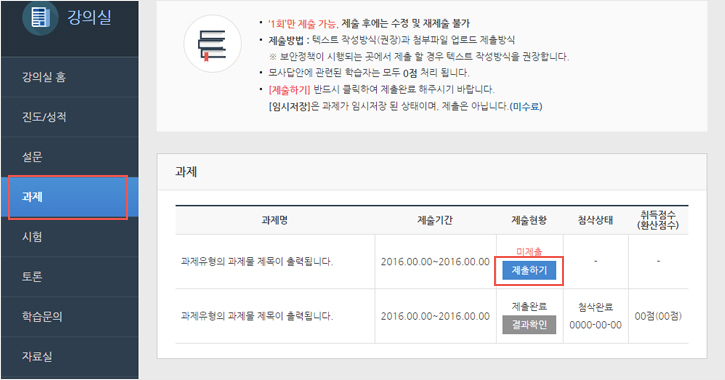 강의실
강의실 홈
진도/성적
설문
과제
시험
토론
학습문의
자료실
• '1회'만 제출 가능, 제출 후에는 수정 및 재제출 불가
• 제출방법 : 텍스트 작성방식(권장)과 첨부파일 업로드 제출방식
※ 보안정책이 시행되는 곳에서 제출 할 경우 텍스트 작성방식을 권장합니다.
• 모사답안에 관련된 학습자는 모두 0점 처리 됩니다.
• [제출하기] 반드시 클릭하여 제출완료 해주시기 바랍니다.
[임시저장]은 과제가 임시저장 된 상태이며, 제출은 아닙니다.(미수료)
과제
과제명 제출기간 제출현황 첨삭상태 취득점수
(환산점수)
미제출
과제유형의 과제물 제목이 출력됩니다. 2016.00.00~2016.00.00 제출하기 - -
제출완료 첨삭완료
과제유형의 과제물 제목이 출력됩니다. 2016.00.00~2016.00.00 00점(00점)
결과확인 0000-00-00